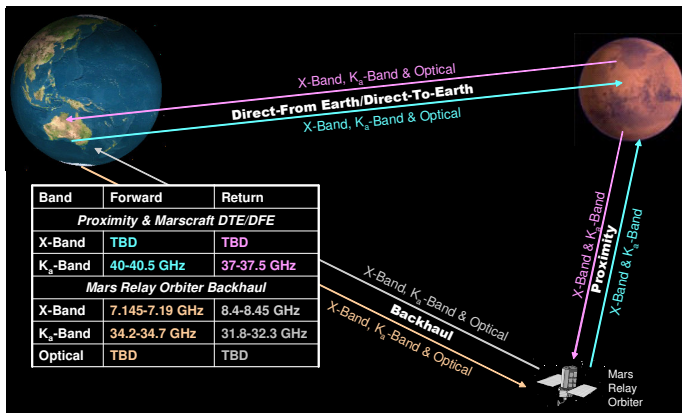 X-Band, Ka-Band & Optical
Direct-From Earth/Direct-To-Earth
X-Band, Ka-Band & Optical
Band Forward Return
Proximity & Marscraft DTE/DFE
X-Band TBD TBD
Ka-Band 40-40.5 GHz 37-37.5 GHz
Mars Relay Orbiter Backhaul
X-Band 7.145-7.19 GHz 8.4-8.45 GHz
Ka-Band 34.2-34.7 GHz 31.8-32.3 GHz
Optical TBD TBD
X-Band, Ka-Band & Optical
Backhaul
X-Band, Ka-Band & Optical
X-Band & Ka-Band
Proximity
X-Band & Ka-Band
Mars
Relay
Orbiter